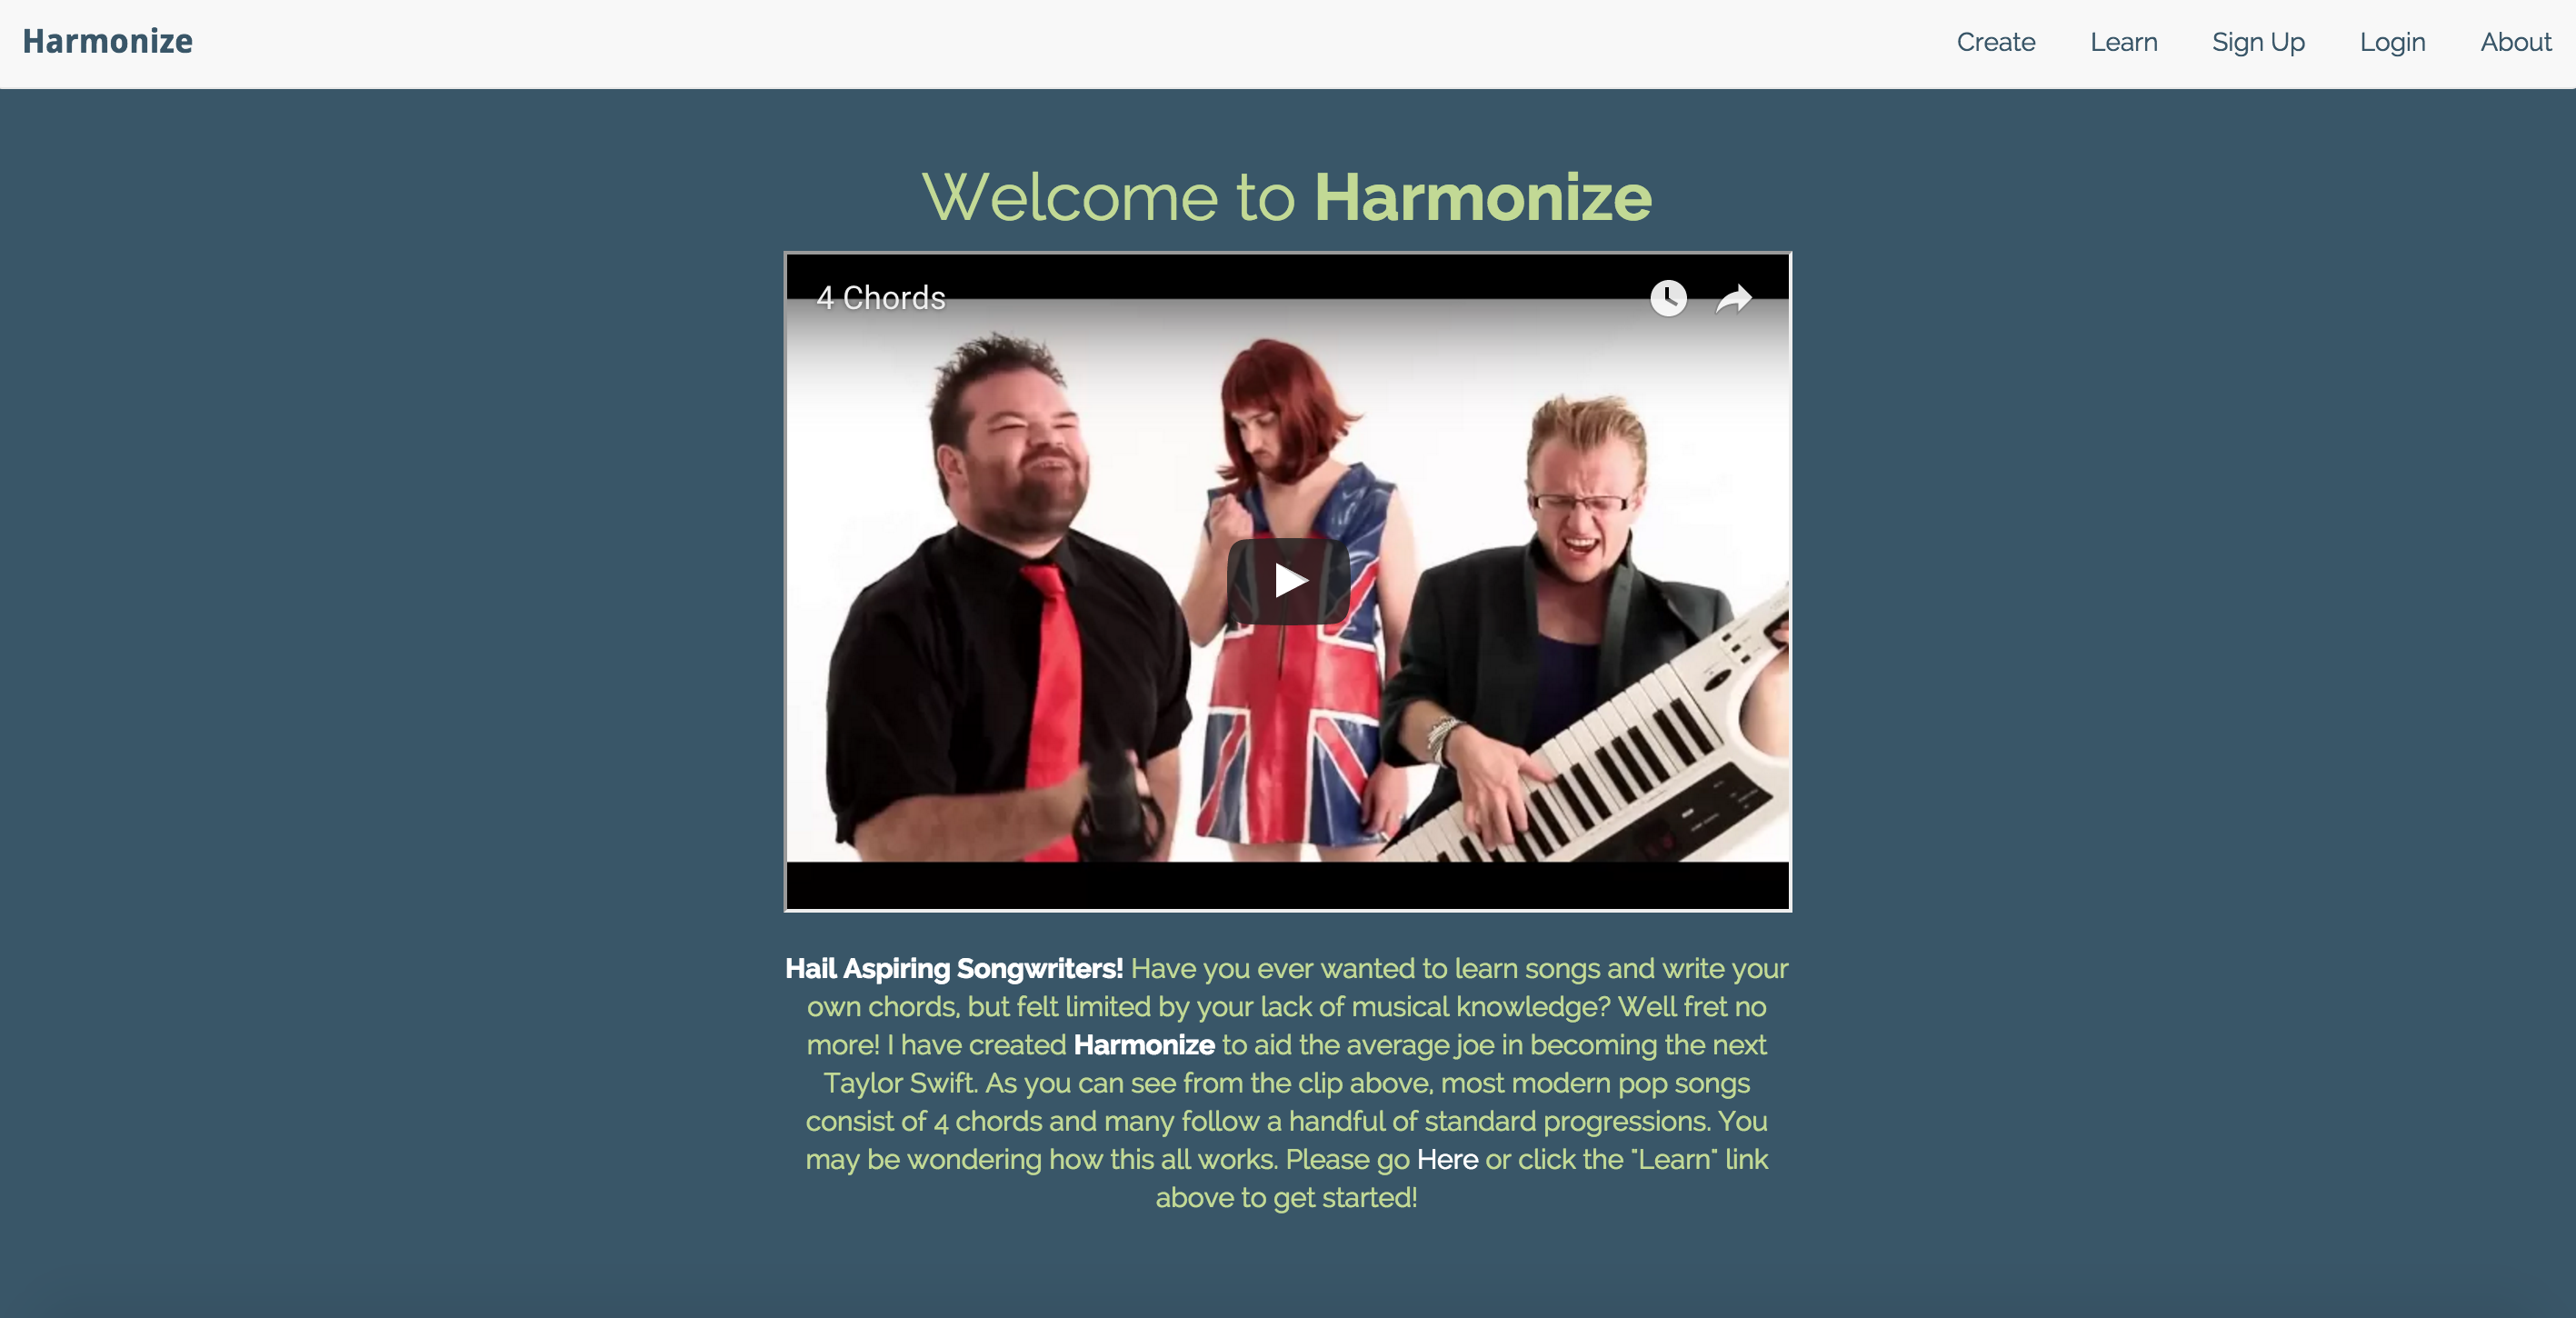 Harmonize
Create Learn Sign Up Login About
Welcome to Harmonize
4 Chords
Hail Aspiring Songwriters! Have you ever wanted to learn songs and write your
own chords, but felt limited by your lack of musical knowledge? Well fret no
more! I have created Harmonize to aid the average joe in becoming the next
Taylor Swift. As you can see from the clip above, most modern pop songs
consist of 4 chords and many follow a handful of standard progressions. You
may be wondering how this all works. Please go Here or click the "Learn" link
above to get started!